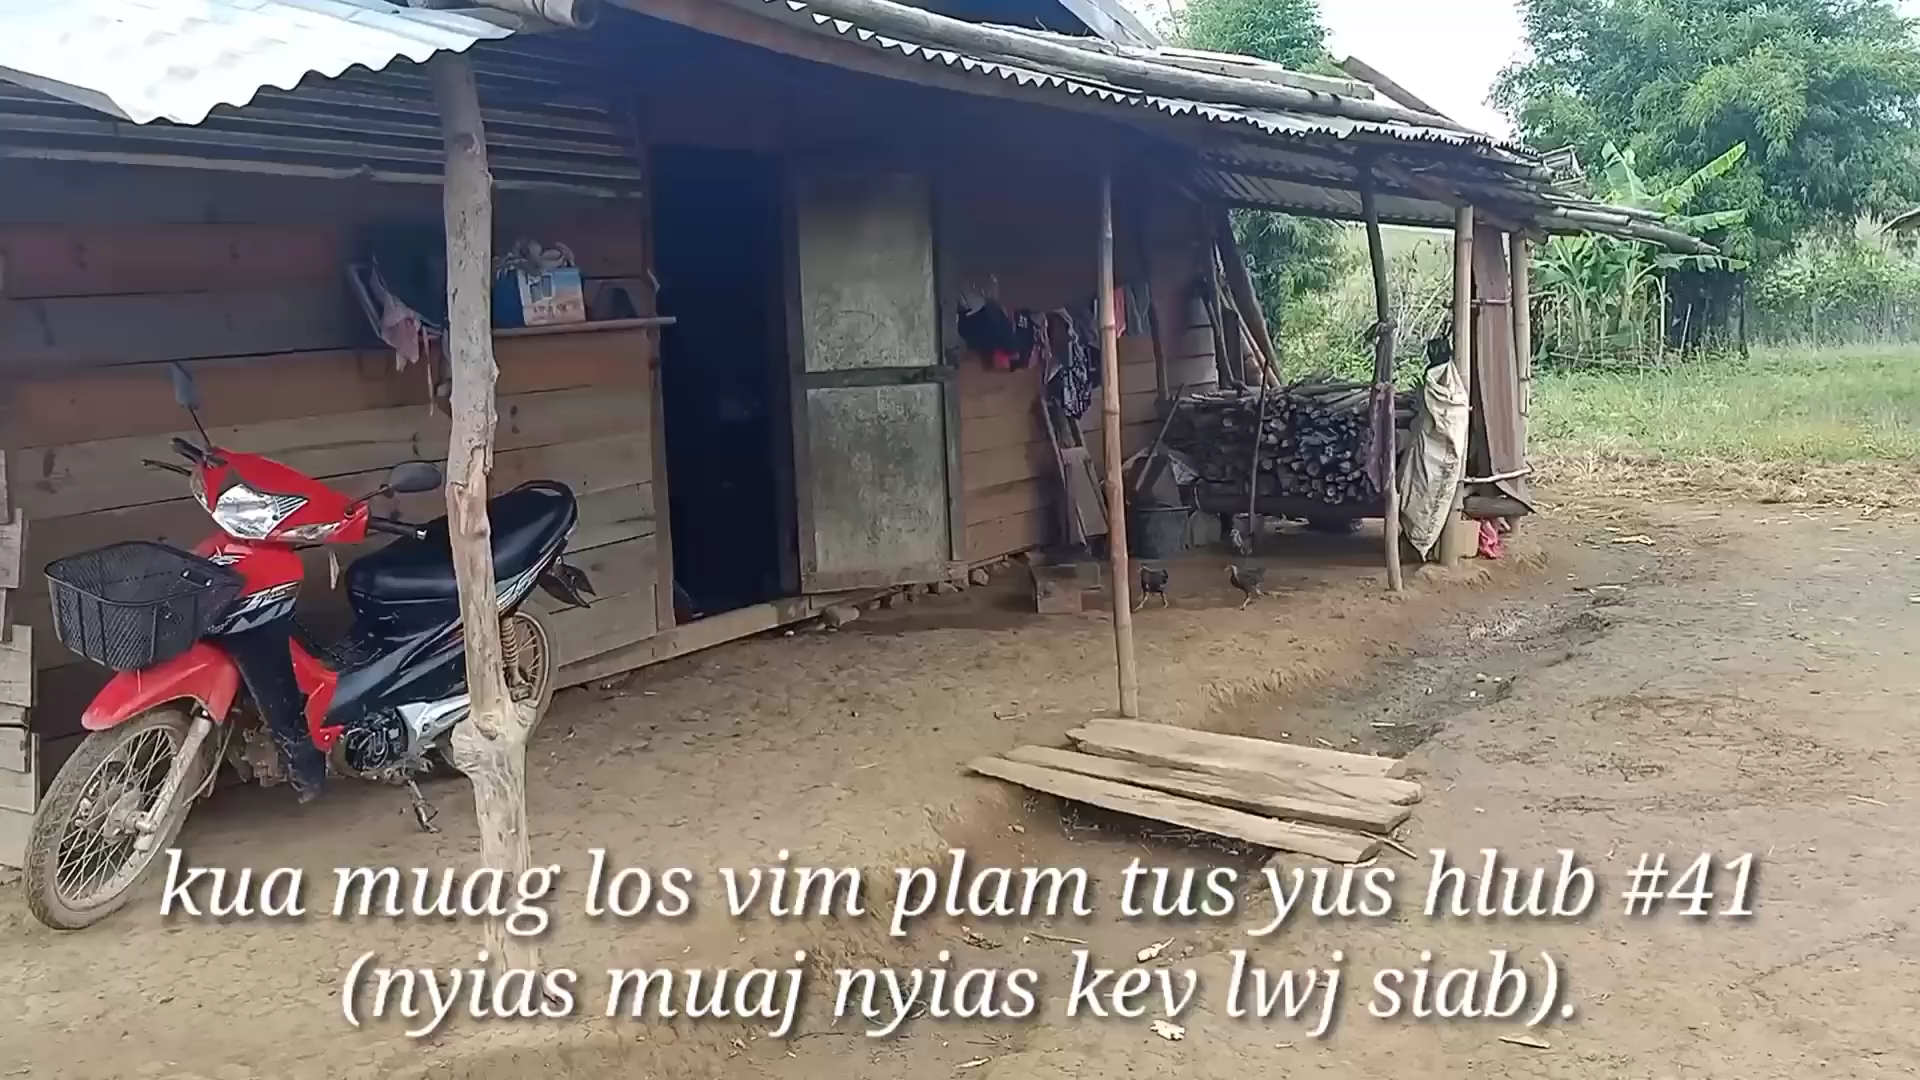 kua muag los vim plam tus yus hlub #41
(nyias muaj nyias kev lwj siab).